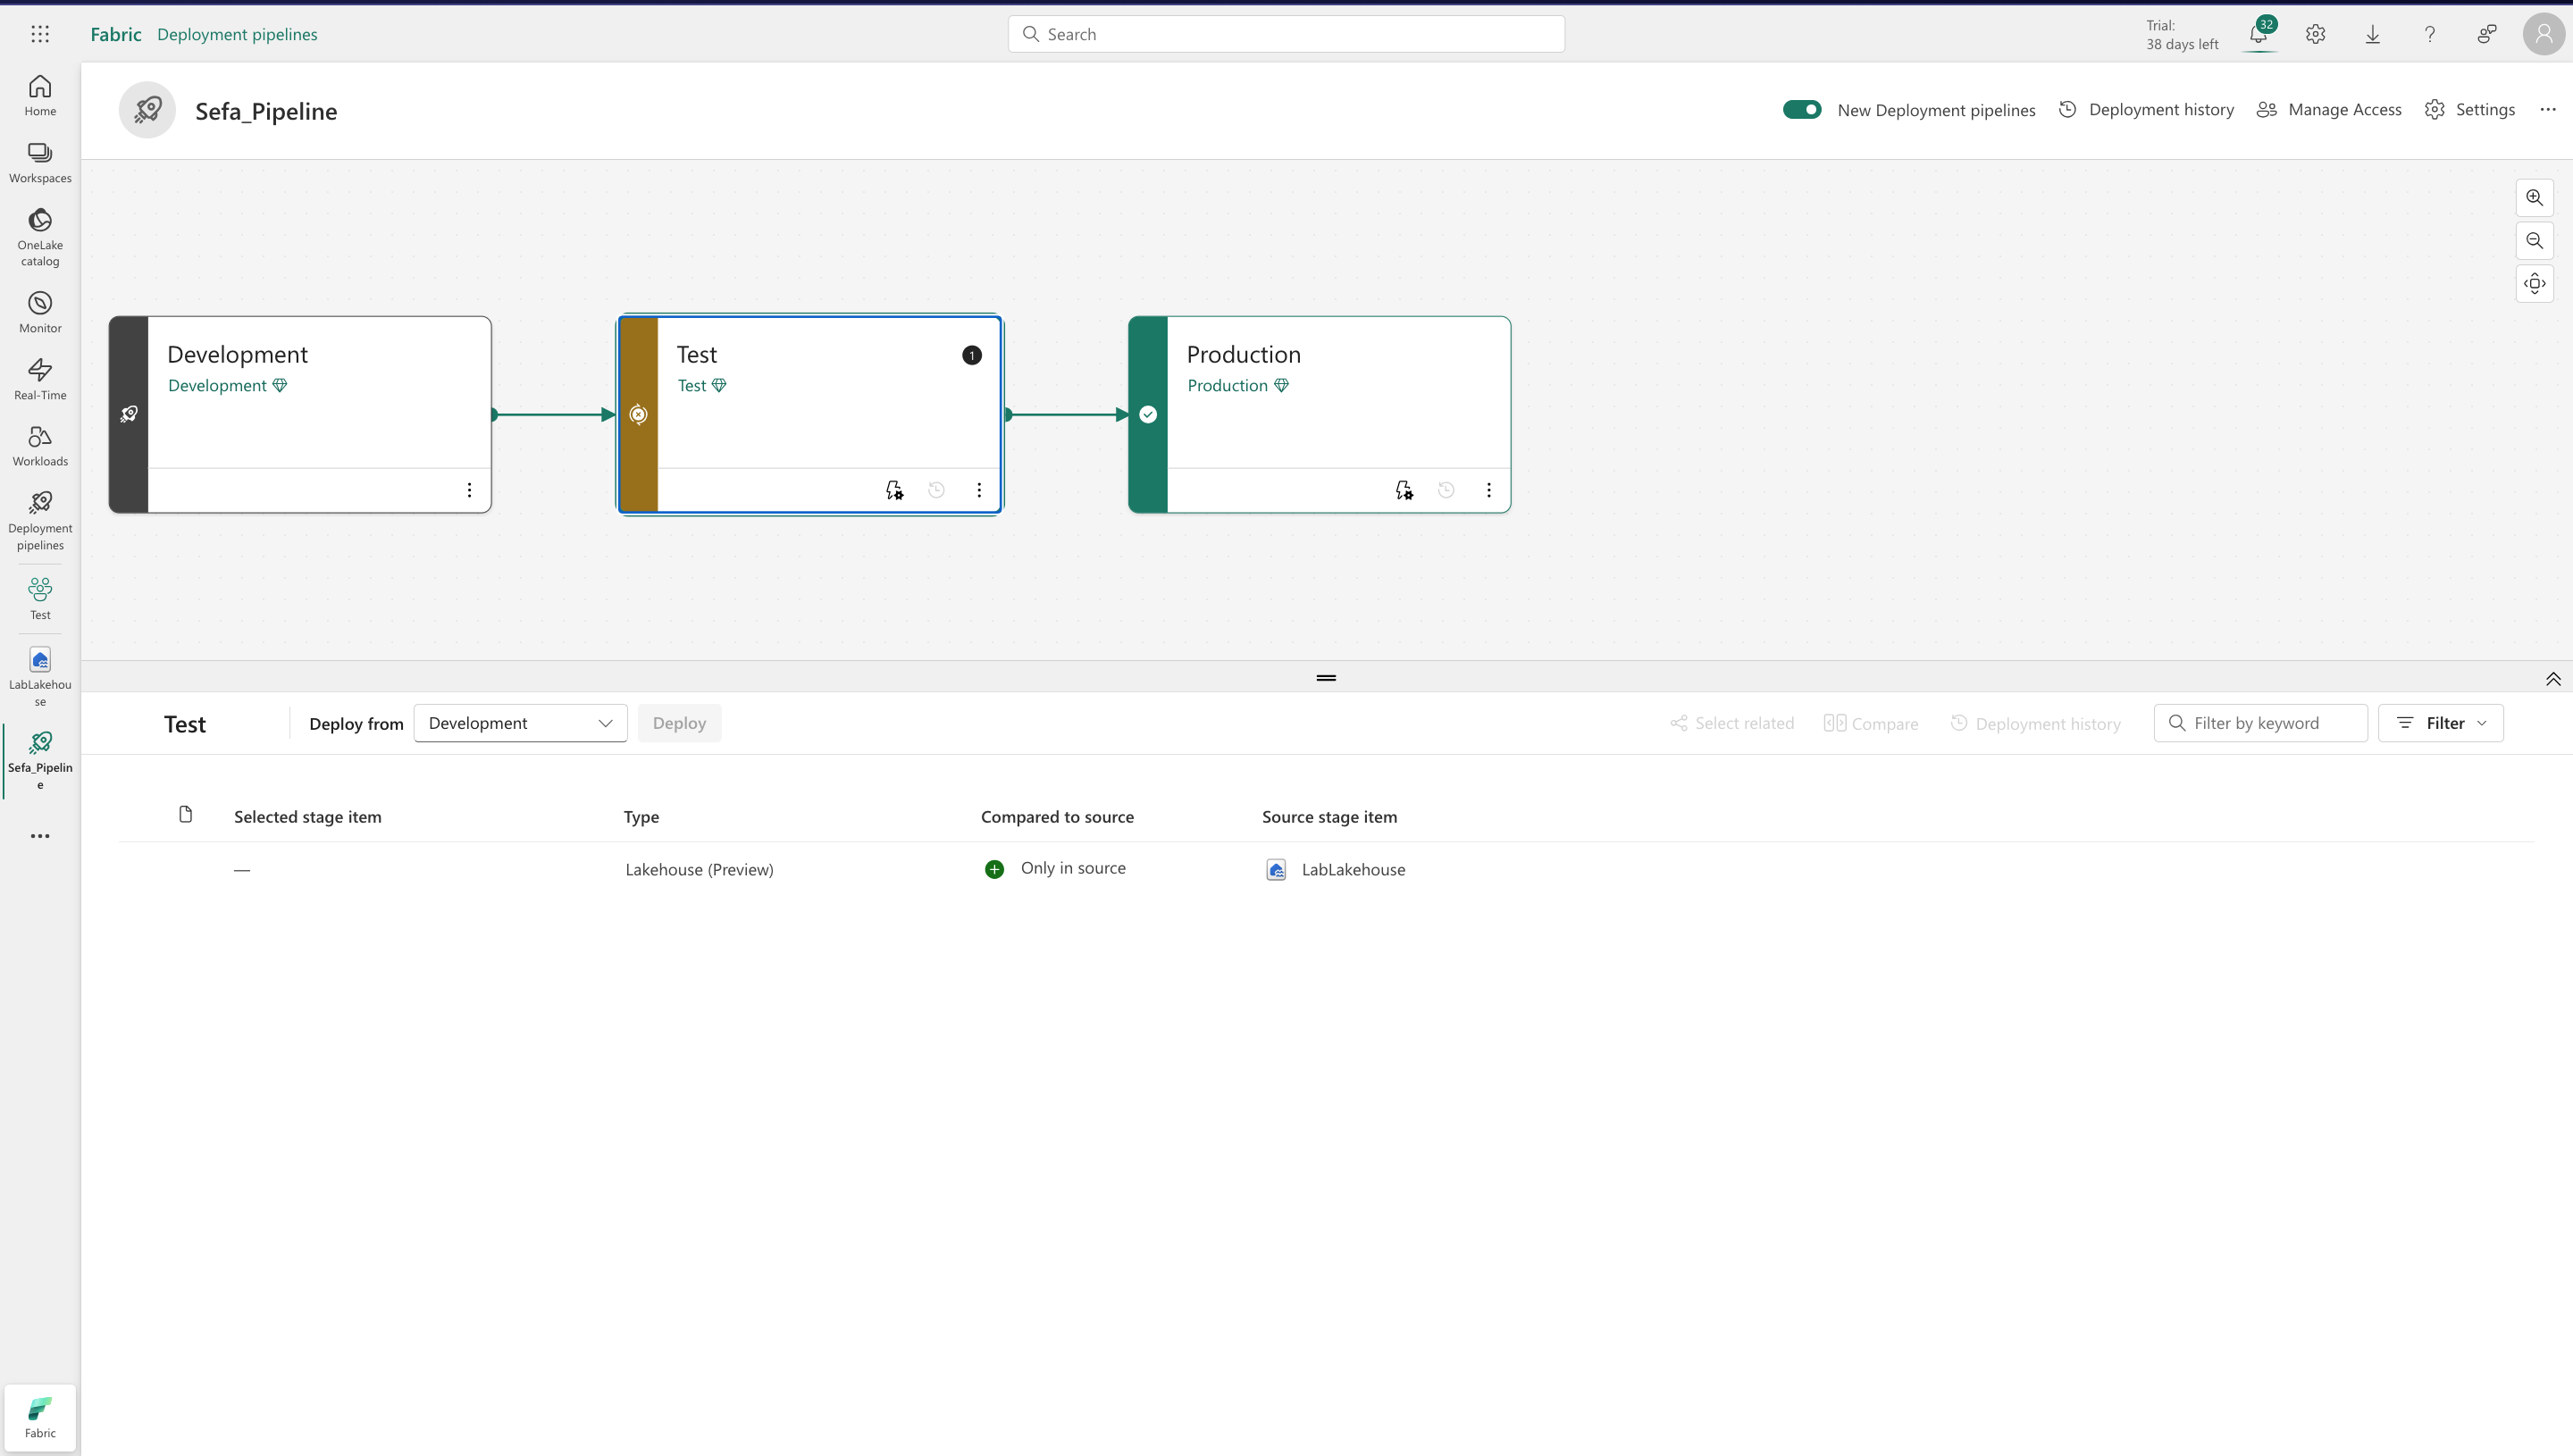 Fabric Deployment pipelines
Search
Trial:
38 days left
32
Home
Workspaces
OneLake
catalog
Monitor
Real-Time
Workloads
Deployment
pipelines
Test
LabLakehou
se
Sefa_Pipelin
e
Fabric
Sefa_Pipeline
New Deployment pipelines
Deployment history
Manage Access
Settings
Development
Development
Test
1
Test
Production
Production
Test
Deploy from
Development
Deploy
Select related
Compare
Deployment history
Filter by keyword
Filter
Selected stage item Type Compared to source Source stage item
— Lakehouse (Preview) Only in source LabLakehouse